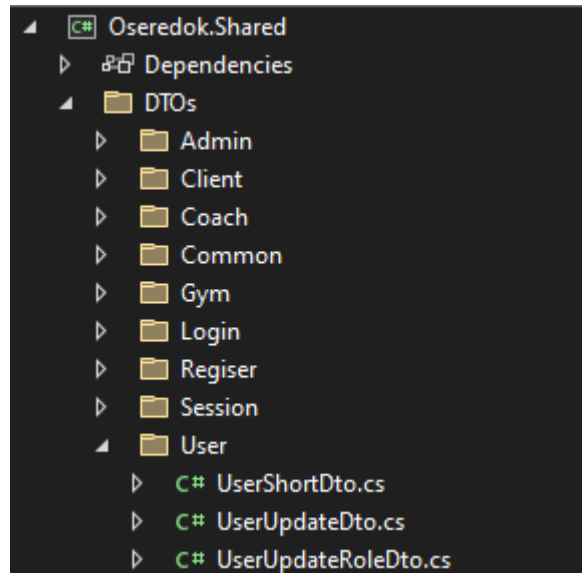 C# Oseredok.Shared
Dependencies
DTOs
Admin
Client
Coach
Common
Gym
Login
Regiser
Session
User
C# UserShortDto.cs
C# UserUpdateDto.cs
C# UserUpdateRoleDto.cs